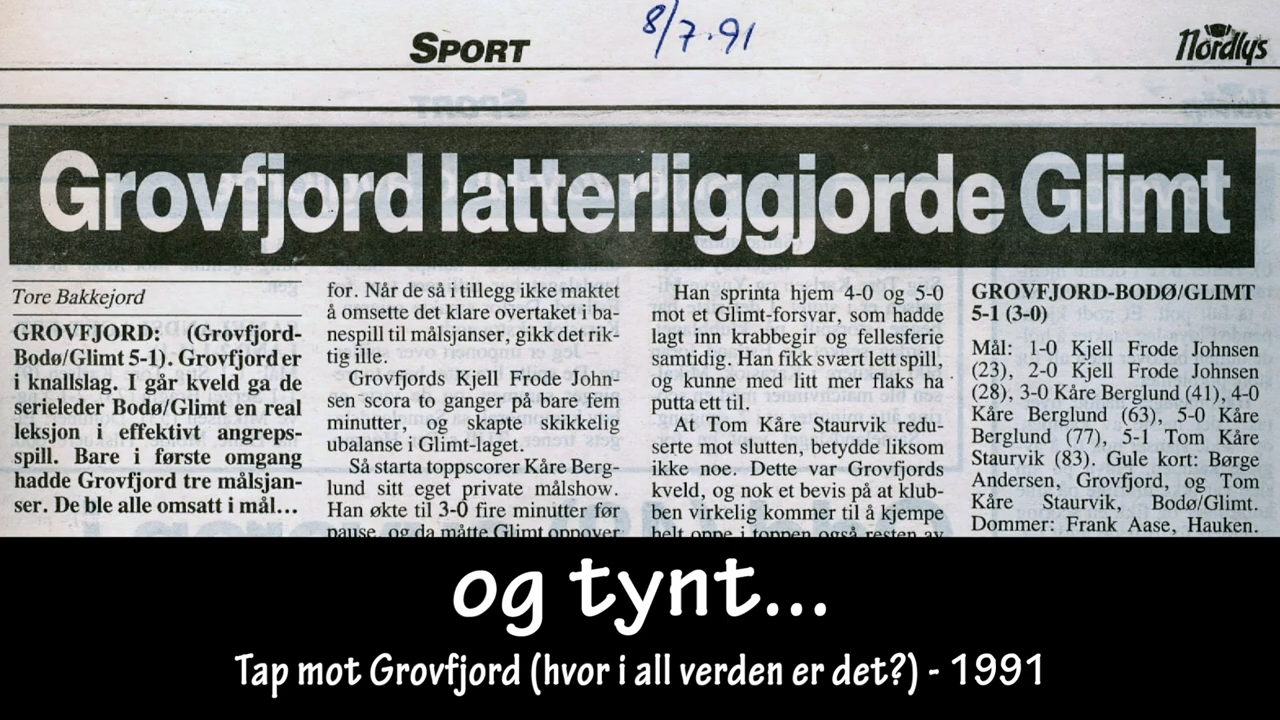 SPORT
8/7.91
Nordlys
Grovfjord latterliggjorde Glimt
Tore Bakkejord
GROVFJORD: (Grovfjord-
Bodø/Glimt 5-1). Grovfjord er
i knallslag. I går kveld ga de
serieleder Bodø/Glimt en real
leksjon i effektivt angreps-
spill. Bare i første omgang
hadde Grovfjord tre målsjan-
ser. De ble alle omsatt i mål...
for. Når de så i tillegg ikke maktet
å omsette det klare overtaket i ba-
nespill til målsjanser, gikk det rik-
tig ille.
Grovfjords Kjell Frode John-
sen scora to ganger på bare fem
minutter, og skapte skikkelig
ubalanse i Glimt-laget.
Så starta toppscorer Kåre Berg-
lund sitt eget private målshow.
Han økte til 3-0 fire minutter før
pause, og da måtte Glimt oppover
Han sprinta hjem 4-0 og 5-0
mot et Glimt-forsvar, som hadde
lagt inn krabbegir og fellesferie
samtidig. Han fikk svært lett spill,
og kunne med litt mer flaks ha
putta ett til.
At Tom Kåre Staurvik redu-
serte mot slutten, betydde liksom
ikke noe. Dette var Grovfjords
kveld, og nok et bevis på at klub-
ben virkelig kommer til å kjempe
helt oppe i toppen også resten av
GROVFJORD-BODØ/GLIMT
5-1 (3-0)
Mål: 1-0 Kjell Frode Johnsen
(23), 2-0 Kjell Frode Johnsen
(28), 3-0 Kåre Berglund (41), 4-0
Kåre Berglund (63), 5-0 Kåre
Berglund (77), 5-1 Tom Kåre
Staurvik (83). Gule kort: Børge
Andersen, Grovfjord, og Tom
Kåre Staurvik, Bodø/Glimt.
Dommer: Frank Aase, Hauken.
og tynt...
Tap mot Grovfjord (hvor i all verden er det?) - 1991